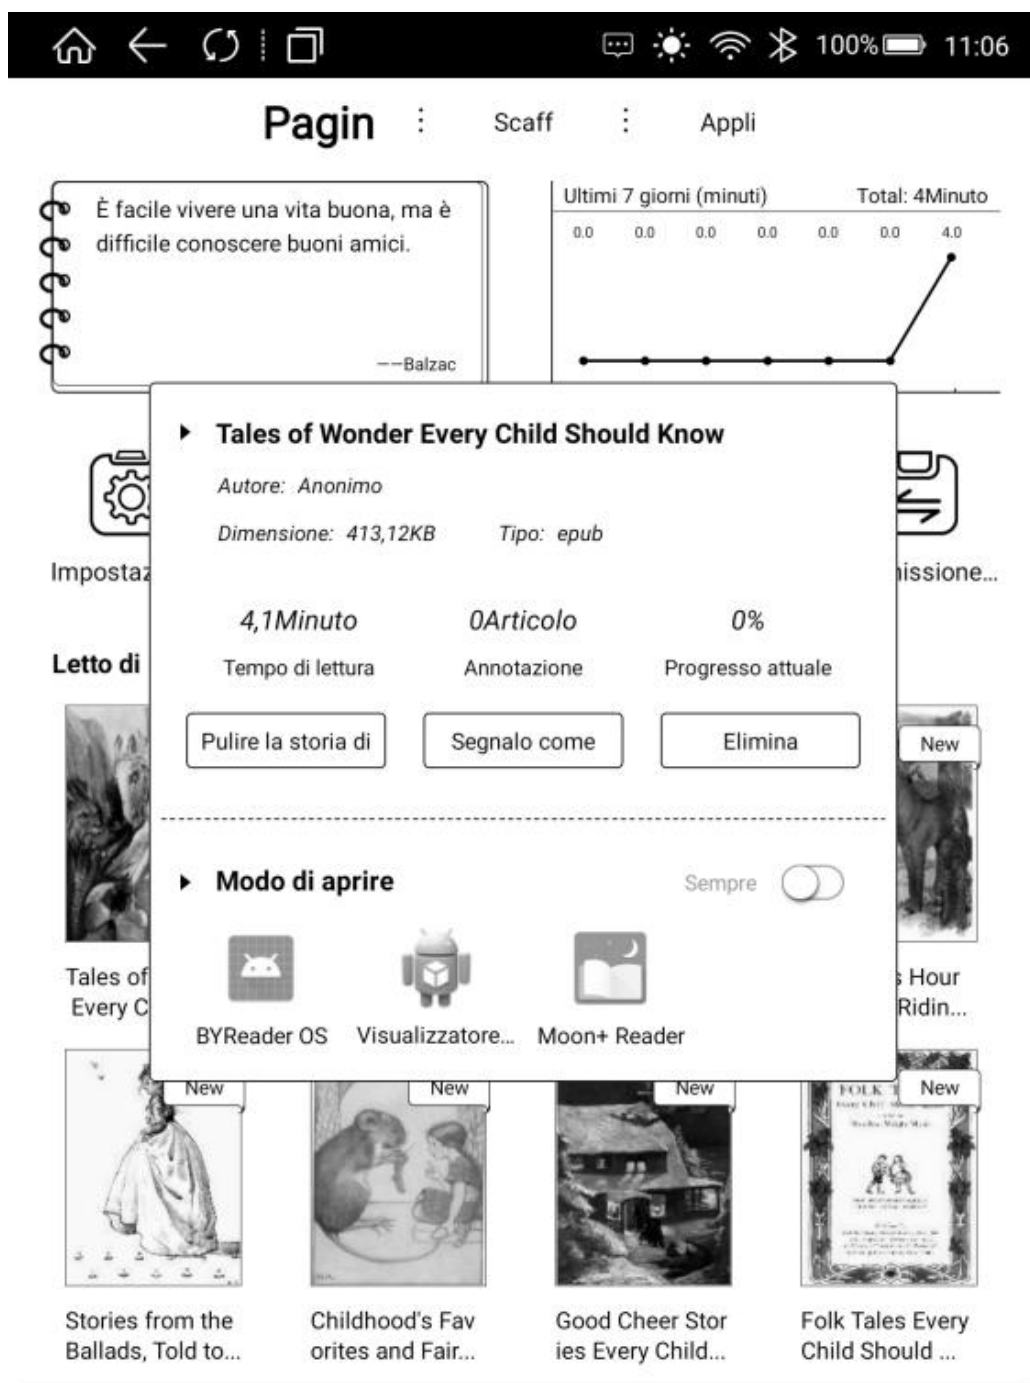 100% 11:06
Pagin Scaff Appli
È facile vivere una vita buona, ma è
difficile conoscere buoni amici.
——Balzac
Ultimi 7 giorni (minuti) Total: 4Minuto
0.0 0.0 0.0 0.0 0.0 0.0 4.0
Tales of Wonder Every Child Should Know
Autore: Anonimo
Dimensione: 413,12KB Tipo: epub
4,1Minuto 0Articolo 0%
Tempo di lettura Annotazione Progresso attuale
Pulire la storia di Segnalo come Elimina
Modo di aprire Sempre
BYReader OS Visualizzatore... Moon+ Reader
Impostaz issione...
Letto di
New
Tales of s Hour
Every C Ridin...
New New New New
FOLK T
Stories from the Childhood's Fav Good Cheer Stor Folk Tales Every
Ballads, Told to... orites and Fair... ies Every Child... Child Should ...